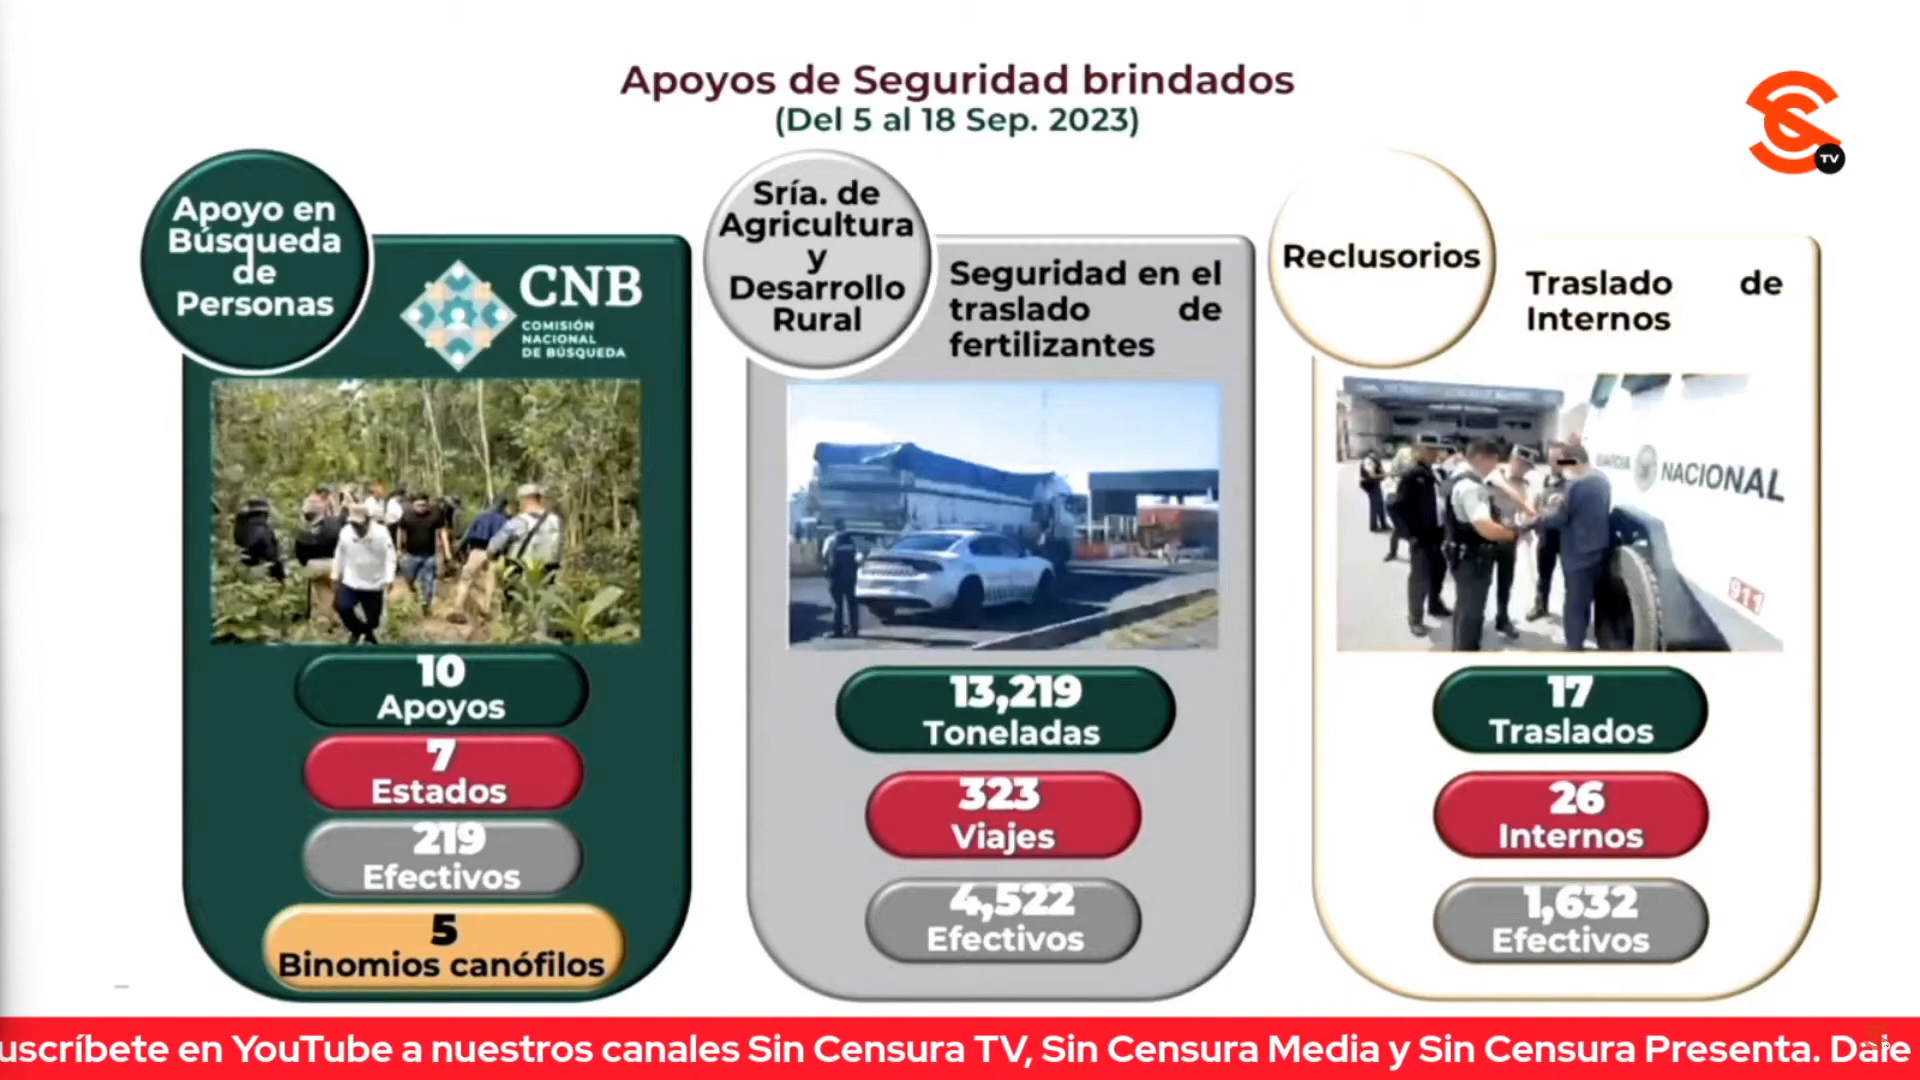 Apoyos de Seguridad brindados
(Del 5 al 18 Sep. 2023)
TV
Apoyo en
Búsqueda
de
Personas
CNB
COMISIÓN
NACIONAL
DE BÚSQUEDA
10
Apoyos
7
Estados
219
Efectivos
5
Binomios canófilos
Sría. de
Agricultura
y
Desarrollo
Rural
Seguridad en el
traslado de
fertilizantes
13,219
Toneladas
323
Viajes
4,522
Efectivos
Reclusorios
Traslado de
Internos
GUARDIA NACIONAL
911
17
Traslados
26
Internos
1,632
Efectivos
uscríbete en YouTube a nuestros canales Sin Censura TV, Sin Censura Media y Sin Censura Presenta. Dale